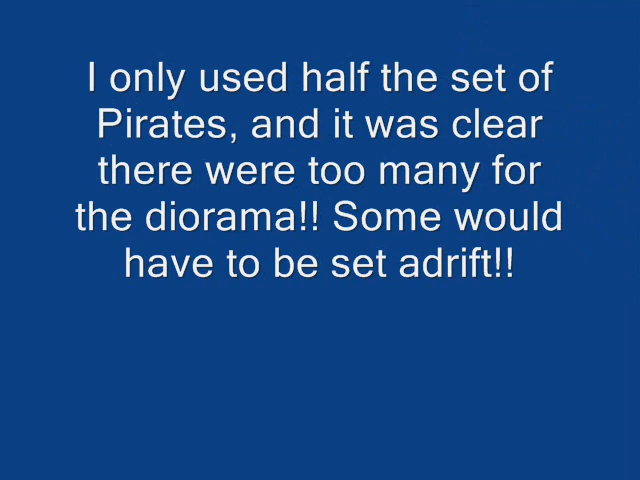 I only used half the set of
Pirates, and it was clear
there were too many for
the diorama!! Some would
have to be set adrift!!